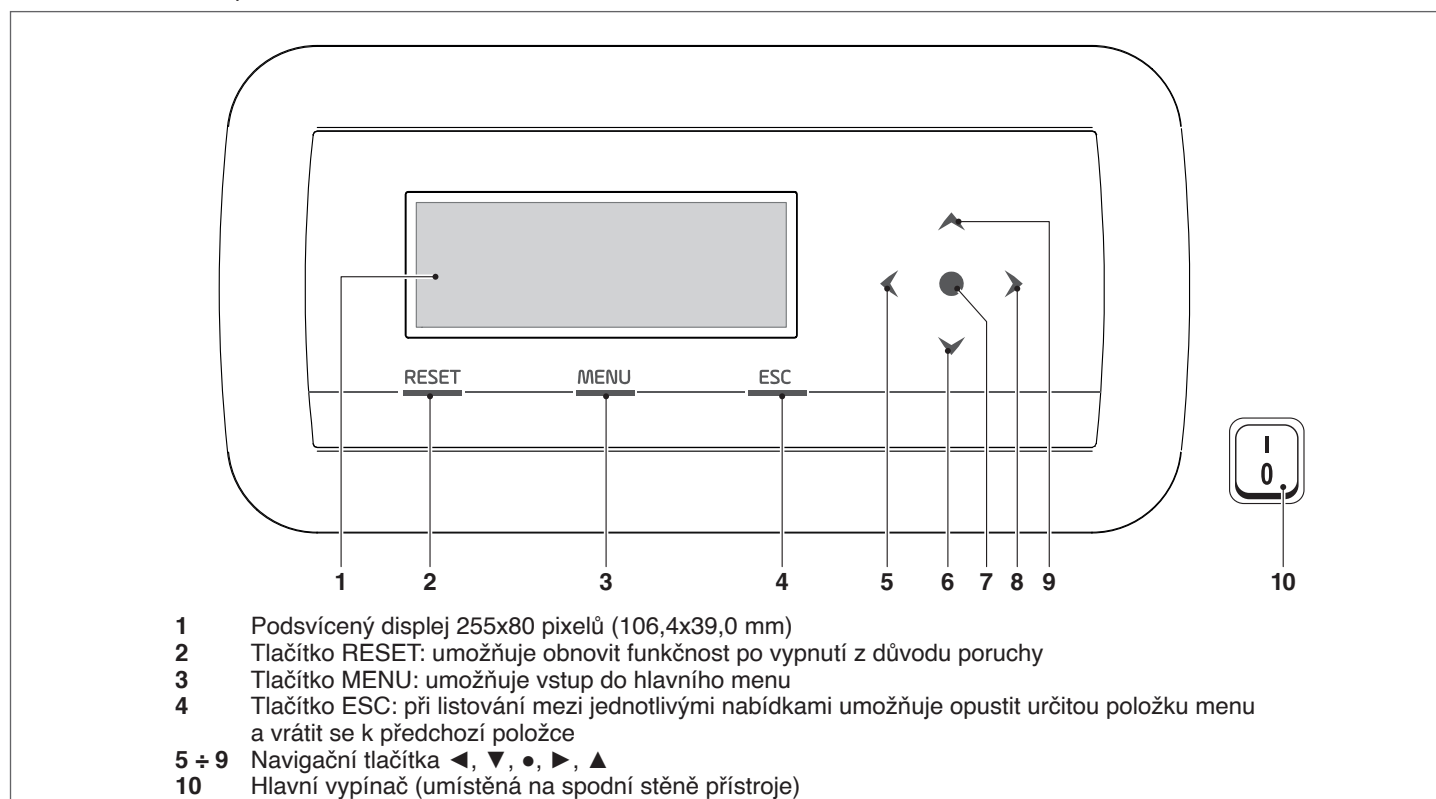 RESET MENU ESC
I
0
1 2 3 4 5 6 7 8 9 10
1 Podsvícený displej 255x80 pixelů (106,4x39,0 mm)
2 Tlačítko RESET: umožňuje obnovit funkčnost po vypnutí z důvodu poruchy
3 Tlačítko MENU: umožňuje vstup do hlavního menu
4 Tlačítko ESC: při listování mezi jednotlivými nabídkami umožňuje opustit určitou položku menu
a vrátit se k předchozí položce
5 ÷ 9 Navigační tlačítka ◄, ▼, ●, ►, ▲
10 Hlavní vypínač (umístěná na spodní stěně přístroje)